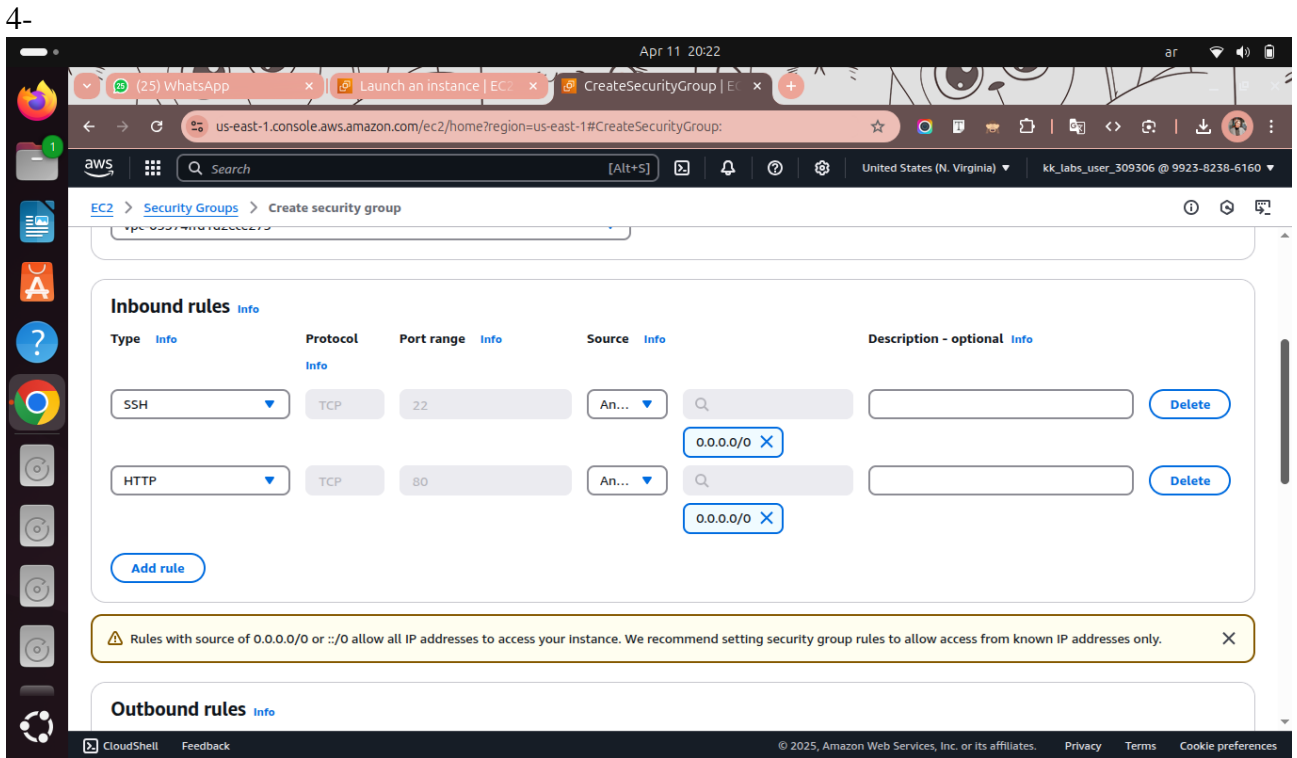 4-
Apr 11 20:22
ar
(25) WhatsApp
Launch an instance | EC2
CreateSecurityGroup | EC
us-east-1.console.aws.amazon.com/ec2/home?region=us-east-1#CreateSecurityGroup:
1
aws
Search
[Alt+S]
United States (N. Virginia)
kk_labs_user_309306 @ 9923-8238-6160
EC2 > Security Groups > Create security group
Inbound rules Info
Type Info
Protocol
Info
Port range Info
Source Info
Description - optional Info
SSH
TCP
22
An...
Delete
0.0.0.0/0
HTTP
TCP
80
An...
Delete
0.0.0.0/0
Add rule
Rules with source of 0.0.0.0/0 or ::/0 allow all IP addresses to access your instance. We recommend setting security group rules to allow access from known IP addresses only.
Outbound rules Info
CloudShell
Feedback
© 2025, Amazon Web Services, Inc. or its affiliates.
Privacy
Terms
Cookie preferences